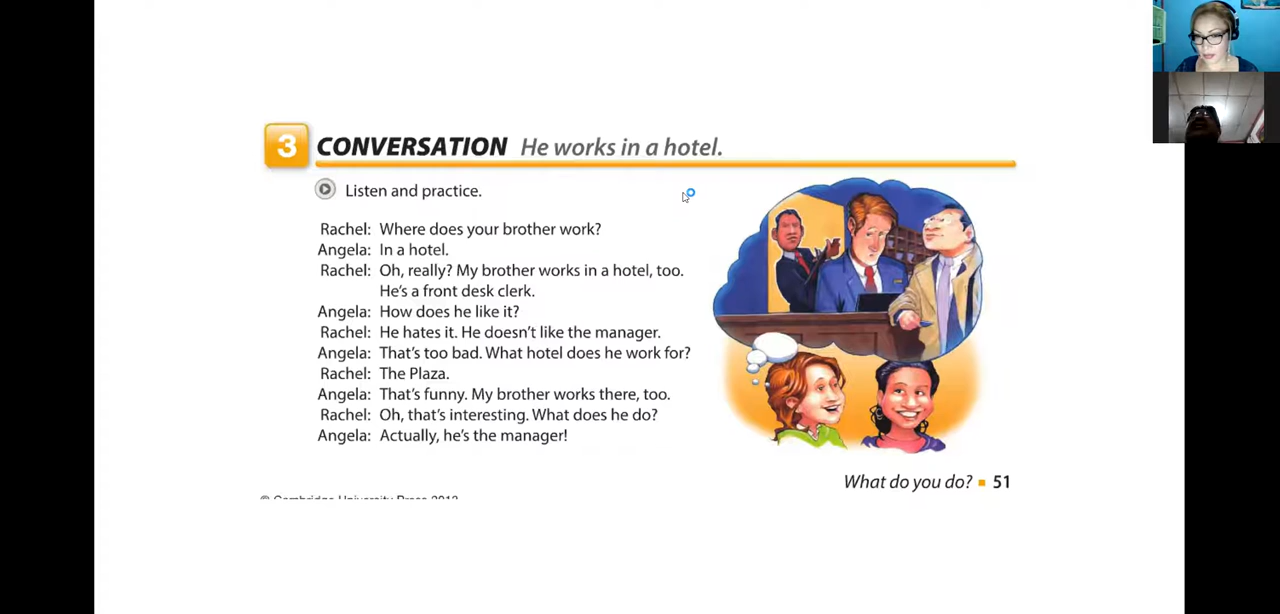 3 CONVERSATION He works in a hotel.
Listen and practice.
Rachel: Where does your brother work?
Angela: In a hotel.
Rachel: Oh, really? My brother works in a hotel, too.
He's a front desk clerk.
Angela: How does he like it?
Rachel: He hates it. He doesn't like the manager.
Angela: That's too bad. What hotel does he work for?
Rachel: The Plaza.
Angela: That's funny. My brother works there, too.
Rachel: Oh, that's interesting. What does he do?
Angela: Actually, he's the manager!
What do you do? ▪ 51
© Cambridge University Press